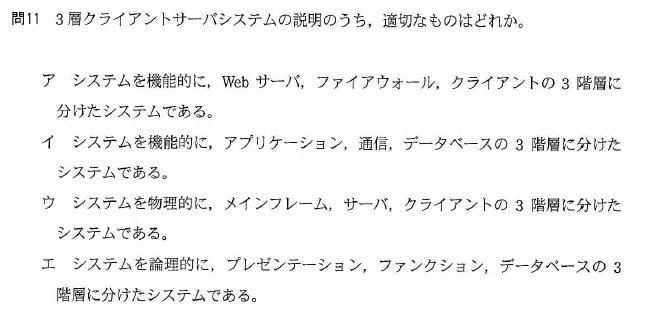 問11 3層クライアントサーバシステムの説明のうち，適切なものはどれか。
ア システムを機能的に，Web サーバ，ファイアウォール，クライアントの 3 階層に
分けたシステムである。
イ システムを機能的に，アプリケーション，通信，データベースの 3 階層に分けた
システムである。
ウ システムを物理的に，メインフレーム，サーバ，クライアントの 3 階層に分けた
システムである。
エ システムを論理的に，プレゼンテーション，ファンクション，データベースの 3
階層に分けたシステムである。